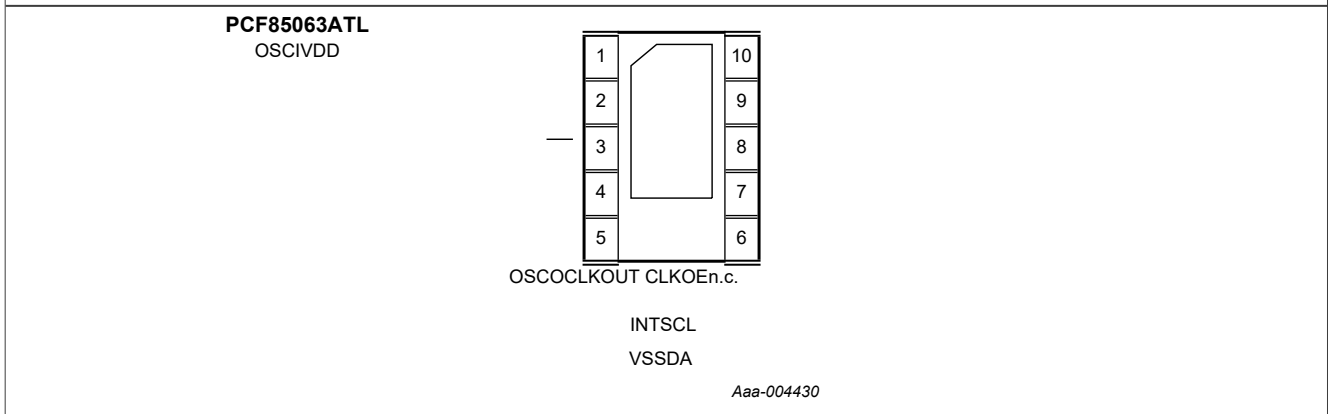 PCF85063ATL
OSCIVDD
1 10
2 9
3 8
4 7
5 6
OSCOCLKOUT CLKOEn.c.
INTSCL
VSSDA
Aaa-004430